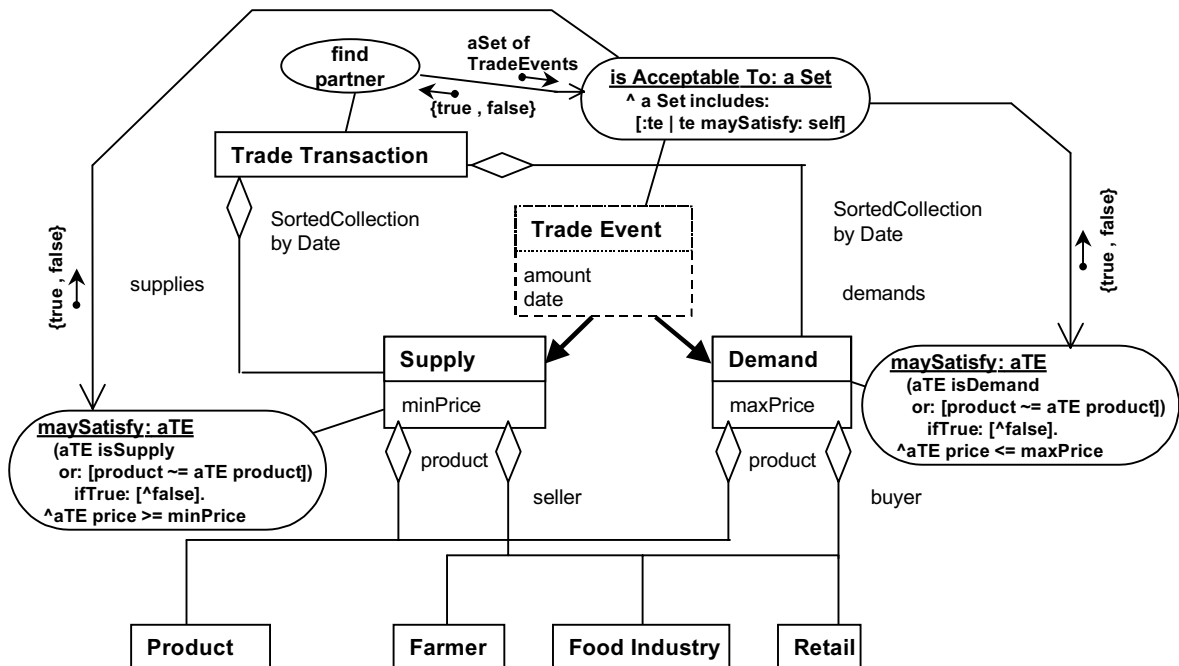 find
partner
aSet of
TradeEvents
{true , false}
is Acceptable To: a Set
^ a Set includes:
[:te | te maySatisfy: self]
Trade Transaction
SortedCollection
by Date
supplies
{true , false}
Trade Event
amount
date
SortedCollection
by Date
demands
{true , false}
Supply
minPrice
Demand
maxPrice
maySatisfy: aTE
(aTE isDemand
or: [product ~= aTE product])
ifTrue: [^false].
^aTE price <= maxPrice
maySatisfy: aTE
(aTE isSupply
or: [product ~= aTE product])
ifTrue: [^false].
^aTE price >= minPrice
product
seller
product
buyer
Product
Farmer
Food Industry
Retail